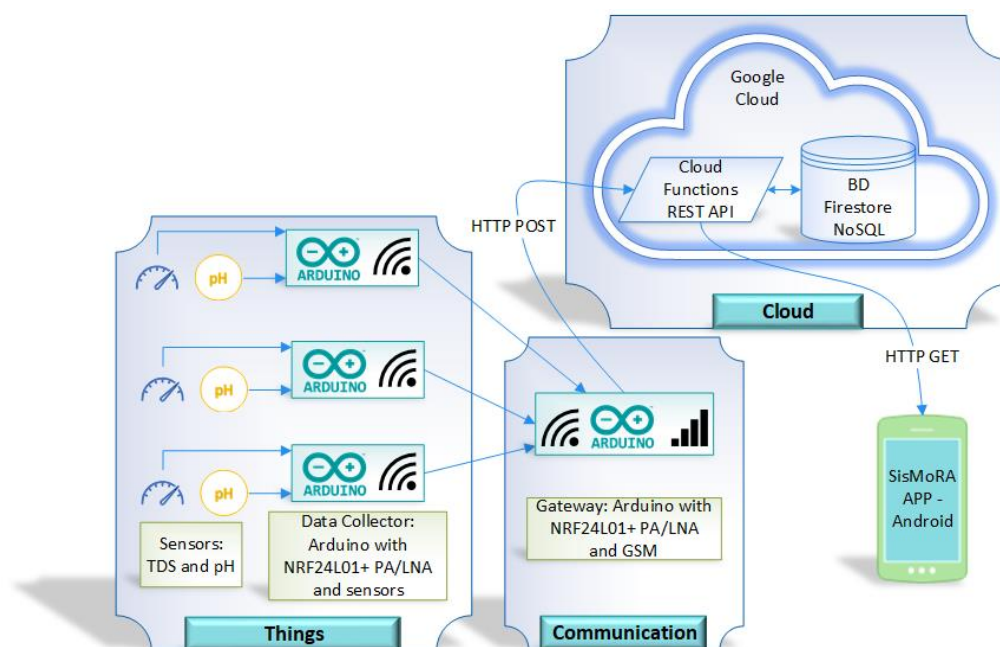 Google
Cloud
Cloud
Functions
REST API
BD
Firestore
NoSQL
Cloud
HTTP POST
HTTP GET
pH
ARDUINO
pH
ARDUINO
pH
ARDUINO
Sensors:
TDS and pH
Data Collector:
Arduino with
NRF24L01+ PA/LNA
and sensors
Things
ARDUINO
Gateway: Arduino with
NRF24L01+ PA/LNA
and GSM
Communication
SisMoRA
APP -
Android